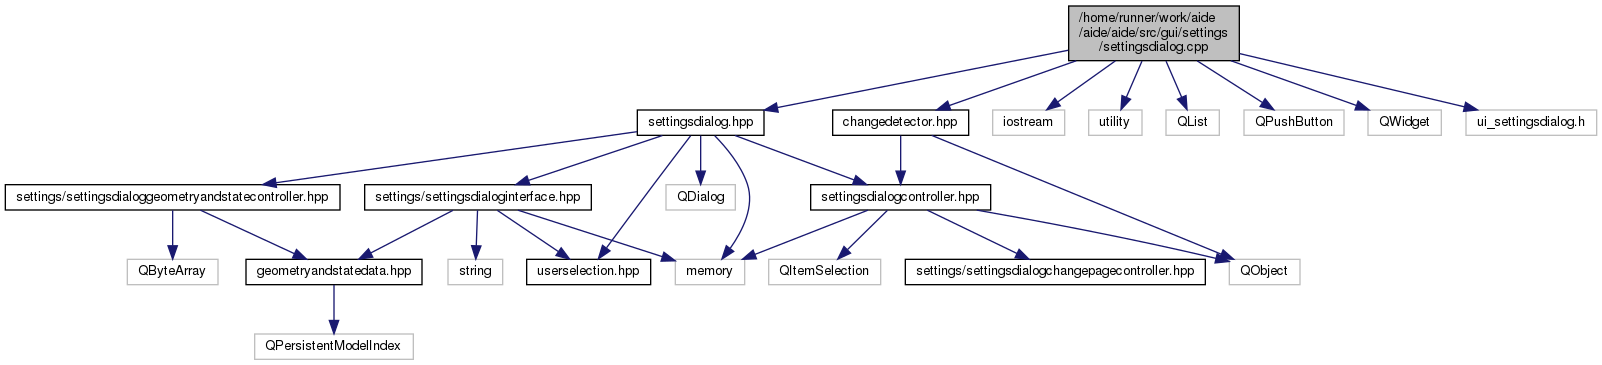 /home/runner/work/aide
/aide/aide/src/gui/settings
/settingsdialog.cpp
settingsdialog.hpp
changedetector.hpp
iostream
utility
QList
QPushButton
QWidget
ui_settingsdialog.h
settings/settingsdialoggeometryandstatecontroller.hpp
settings/settingsdialoginterface.hpp
QDialog
settingsdialogcontroller.hpp
QByteArray
geometryandstatedata.hpp
string
userselection.hpp
memory
QItemSelection
settings/settingsdialogchangepagecontroller.hpp
QObject
QPersistentModelIndex